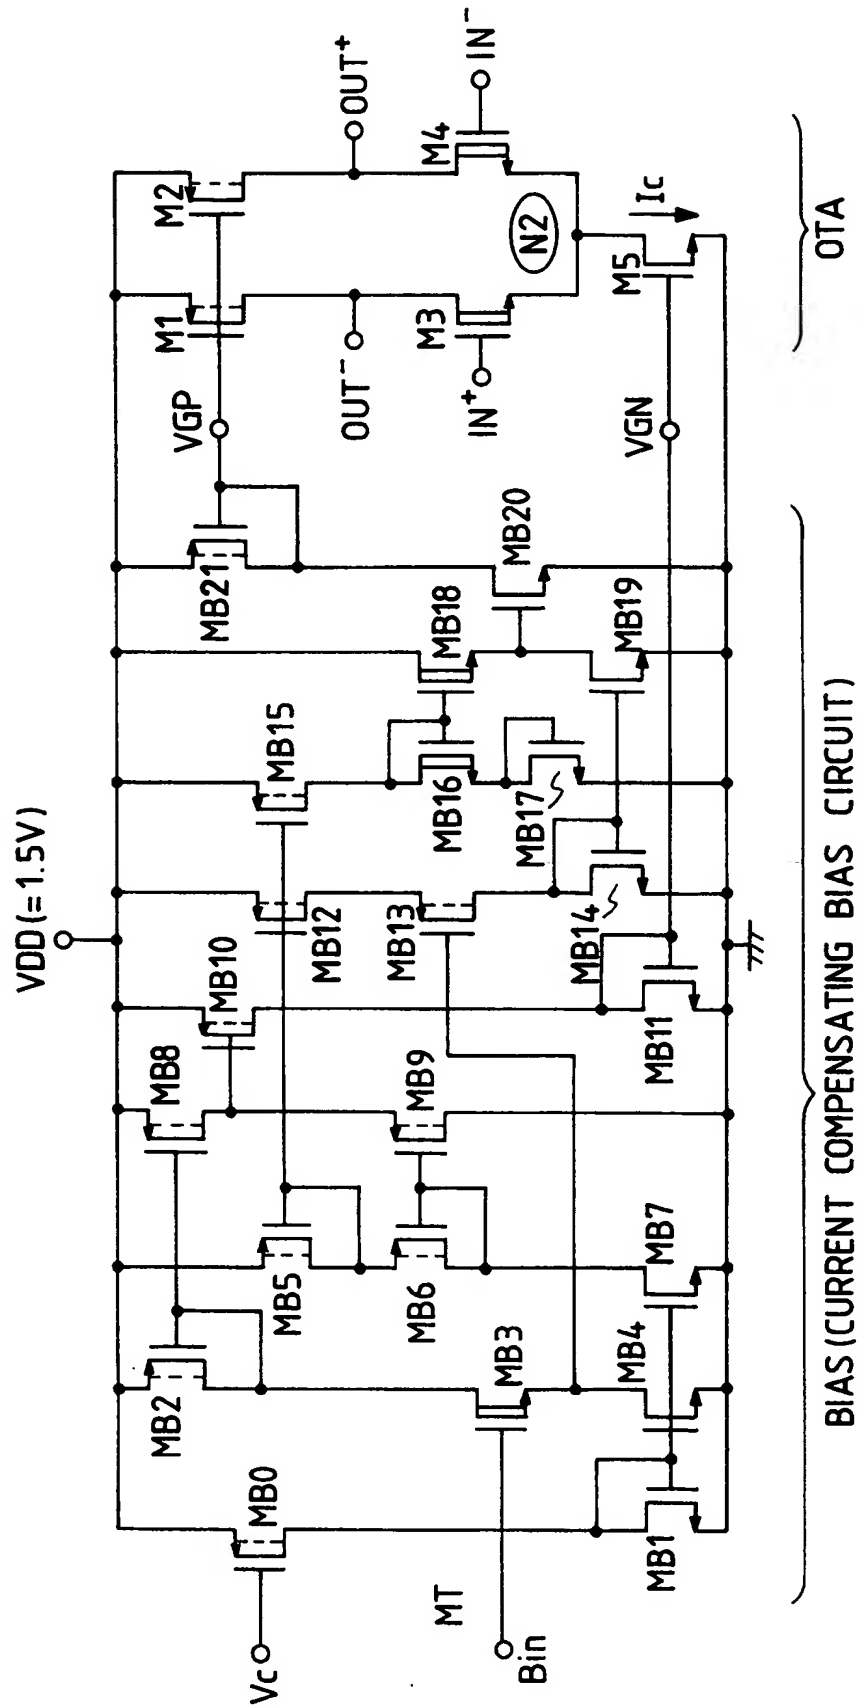 VDD (= 1.5V)
Vc
Bin
MT
MB0
MB1
MB2
MB3
MB4
MB5
MB6
MB7
MB8
MB9
MB10
MB11
MB12
MB13
MB14
MB15
MB16
MB17
MB18
MB19
MB20
MB21
VGP
VGN
M1
M2
OUT⁻
OUT⁺
IN⁺
M3
M4
IN⁻
N2
M5
Ic
BIAS (CURRENT COMPENSATING BIAS CIRCUIT)
OTA